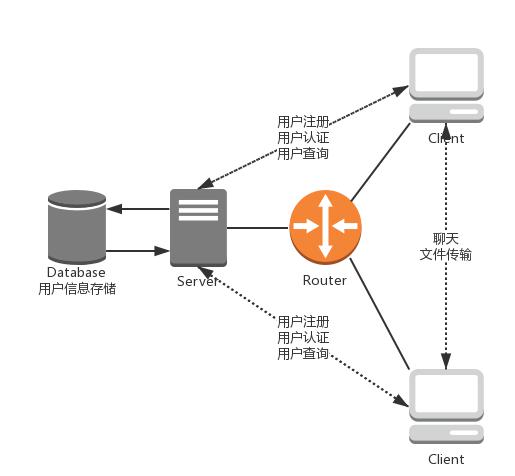 用户注册
用户认证
用户查询
Client
聊天
文件传输
Database
用户信息存储
Server
Router
用户注册
用户认证
用户查询
Client